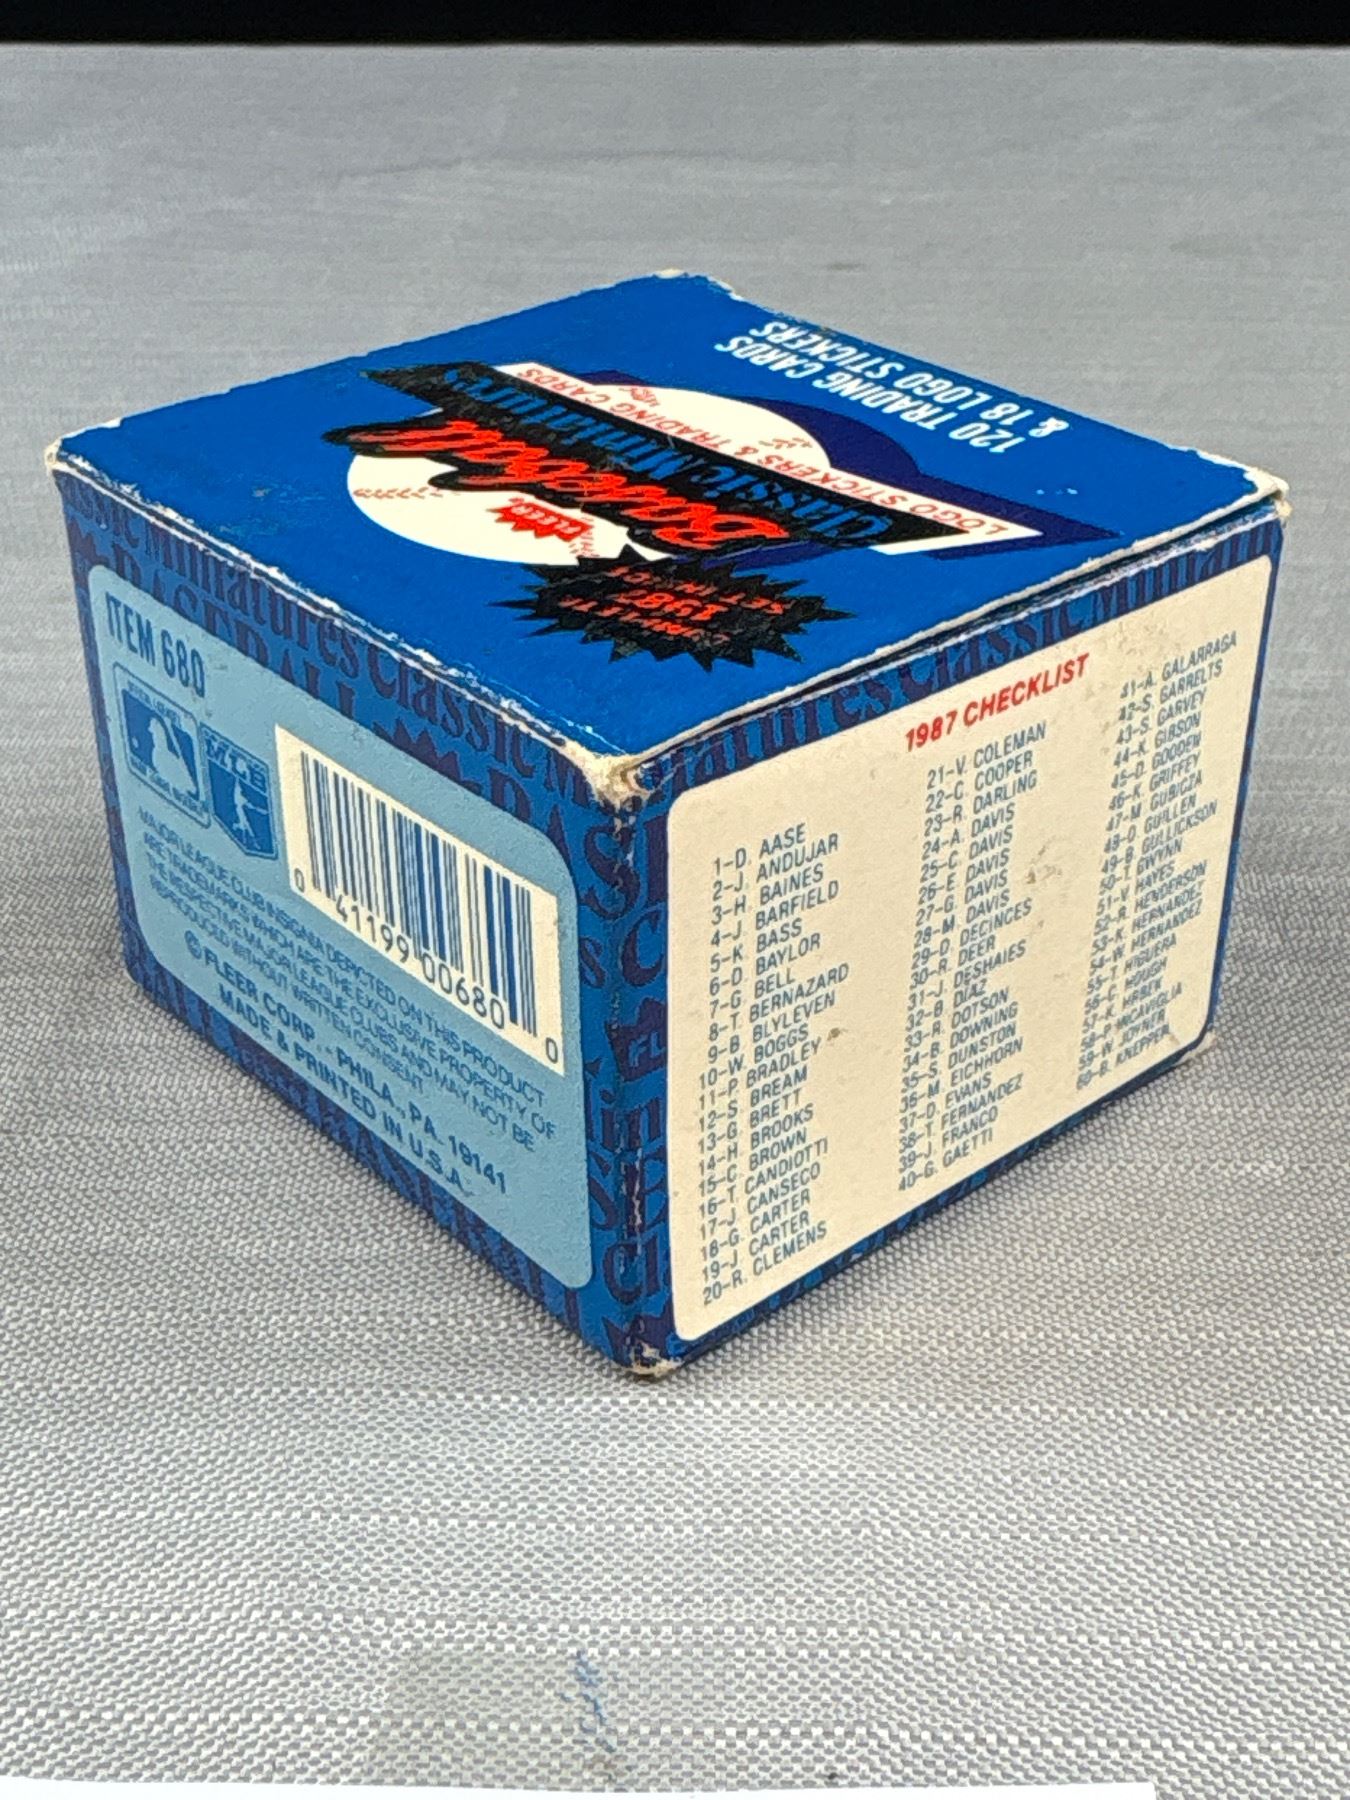 120 TRADING CARDS
& 18 LOGO STICKERS
LOGO STICKERS & TRADING CARDS
Classic Miniatures
Baseball
FLEER
COMPLETE
1987
SET IN BOX
ITEM 680
0 41199 00680 0
MAJOR LEAGUE CLUB INSIGNIA DEPICTED ON THIS PRODUCT
ARE TRADEMARKS WHICH ARE THE EXCLUSIVE PROPERTY OF
THE RESPECTIVE MAJOR LEAGUE CLUBS AND MAY NOT BE
REPRODUCED WITHOUT WRITTEN CONSENT.
© FLEER CORP. - PHILA., PA. 19141
MADE & PRINTED IN U.S.A.
1987 CHECKLIST
1-D. AASE
2-J. ANDUJAR
3-H. BAINES
4-J. BARFIELD
5-K. BASS
6-D. BAYLOR
7-G. BELL
8-T. BERNAZARD
9-B. BLYLEVEN
10-W. BOGGS
11-P. BRADLEY
12-S. BREAM
13-G. BRETT
14-H. BROOKS
15-C. BROWN
16-T. CANDIOTTI
17-J. CANSECO
18-G. CARTER
19-J. CARTER
20-R. CLEMENS
21-V. COLEMAN
22-C. COOPER
23-R. DARLING
24-A. DAVIS
25-C. DAVIS
26-E. DAVIS
27-G. DAVIS
28-M. DAVIS
29-D. DECINCES
30-R. DEER
31-J. DESHAIES
32-B. DIAZ
33-R. DOTSON
34-B. DOWNING
35-S. DUNSTON
36-M. EICHHORN
37-D. EVANS
38-T. FERNANDEZ
39-J. FRANCO
40-G. GAETTI
41-A. GALARRAGA
42-S. GARRELTS
43-S. GARVEY
44-K. GIBSON
45-D. GOODEN
46-K. GRIFFEY
47-M. GUBICZA
48-O. GUILLEN
49-B. GULLICKSON
50-T. GWYNN
51-V. HAYES
52-R. HENDERSON
53-K. HERNANDEZ
54-W. HERNANDEZ
55-T. HIGUERA
56-C. HOUGH
57-K. HRBEK
58-P. INCAVIGLIA
59-W. JOYNER
60-B. KNEPPER